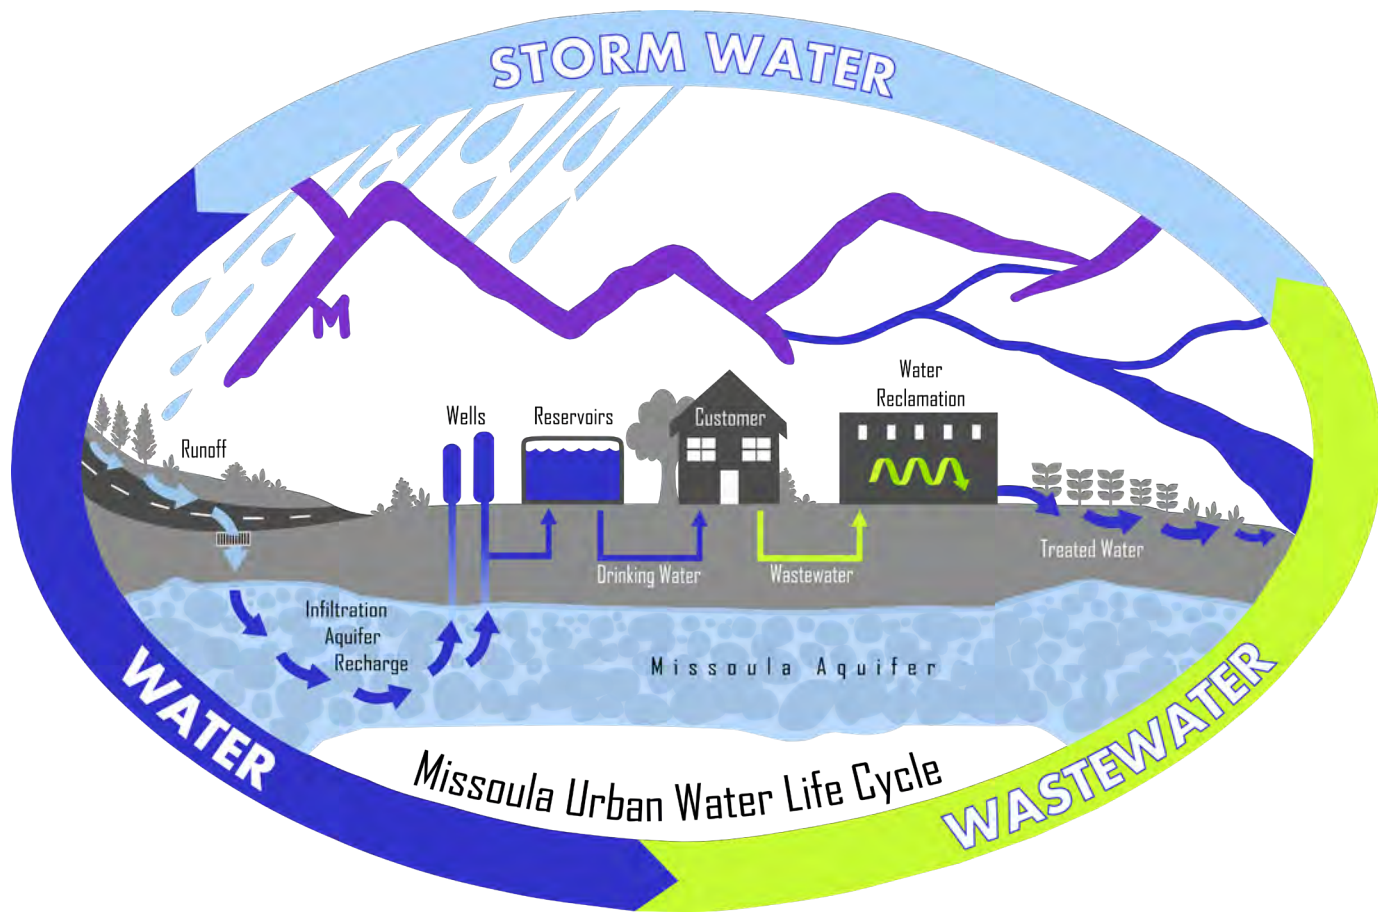 STORM WATER
M
Water
Reclamation
Wells
Reservoirs
Customer
Runoff
Treated Water
Drinking Water
Wastewater
Infiltration
Aquifer
Recharge
Missoula Aquifer
WATER
WASTEWATER
Missoula Urban Water Life Cycle